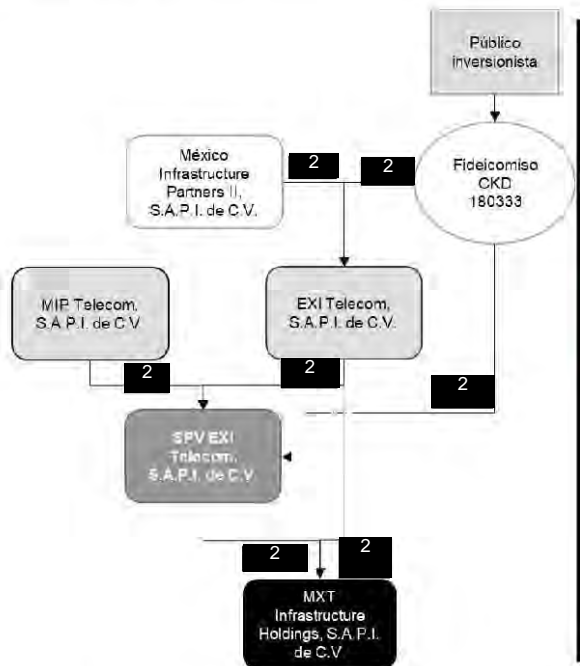 Público
inversionista
México
Infrastructure
Partners II,
S.A.P.I. de C.V.
2
2
Fideicomiso
CKD
180333
MIP Telecom,
S.A.P.I. de C.V.
EXI Telecom,
S.A.P.I. de C.V.
2
2
2
SPV EXI
Telecom,
S.A.P.I. de C.V
2
2
MXT
Infrastructure
Holdings, S.A.P.I.
de C.V